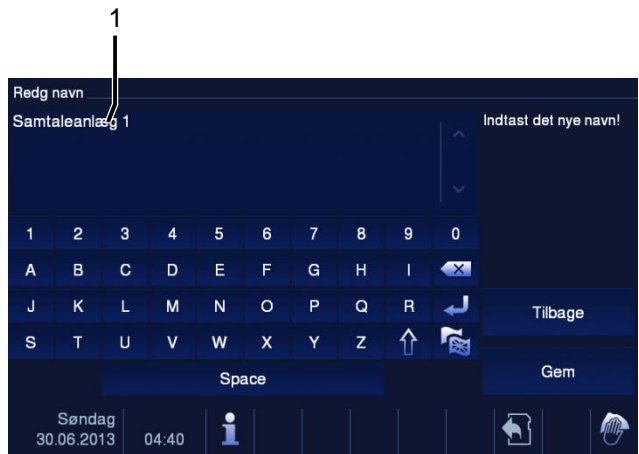 1
Redg navn
Samtaleanlæg 1
Indtast det nye navn!
1 2 3 4 5 6 7 8 9 0
A B C D E F G H I
J K L M N O P Q R
Tilbage
S T U V W X Y Z
Space
Gem
Søndag
30.06.2013 04:40